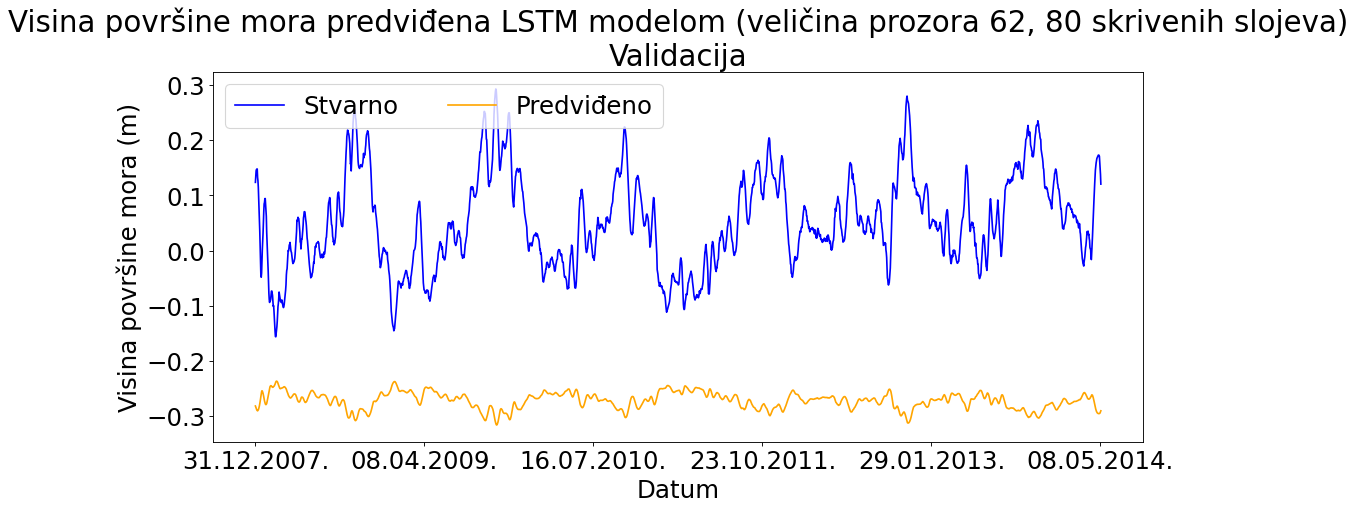 Visina površine mora predviđena LSTM modelom (veličina prozora 62, 80 skrivenih slojeva)
Validacija
Stvarno Predviđeno
Visina površine mora (m)
0.3
0.2
0.1
0.0
−0.1
−0.2
−0.3
31.12.2007. 08.04.2009. 16.07.2010. 23.10.2011. 29.01.2013. 08.05.2014.
Datum